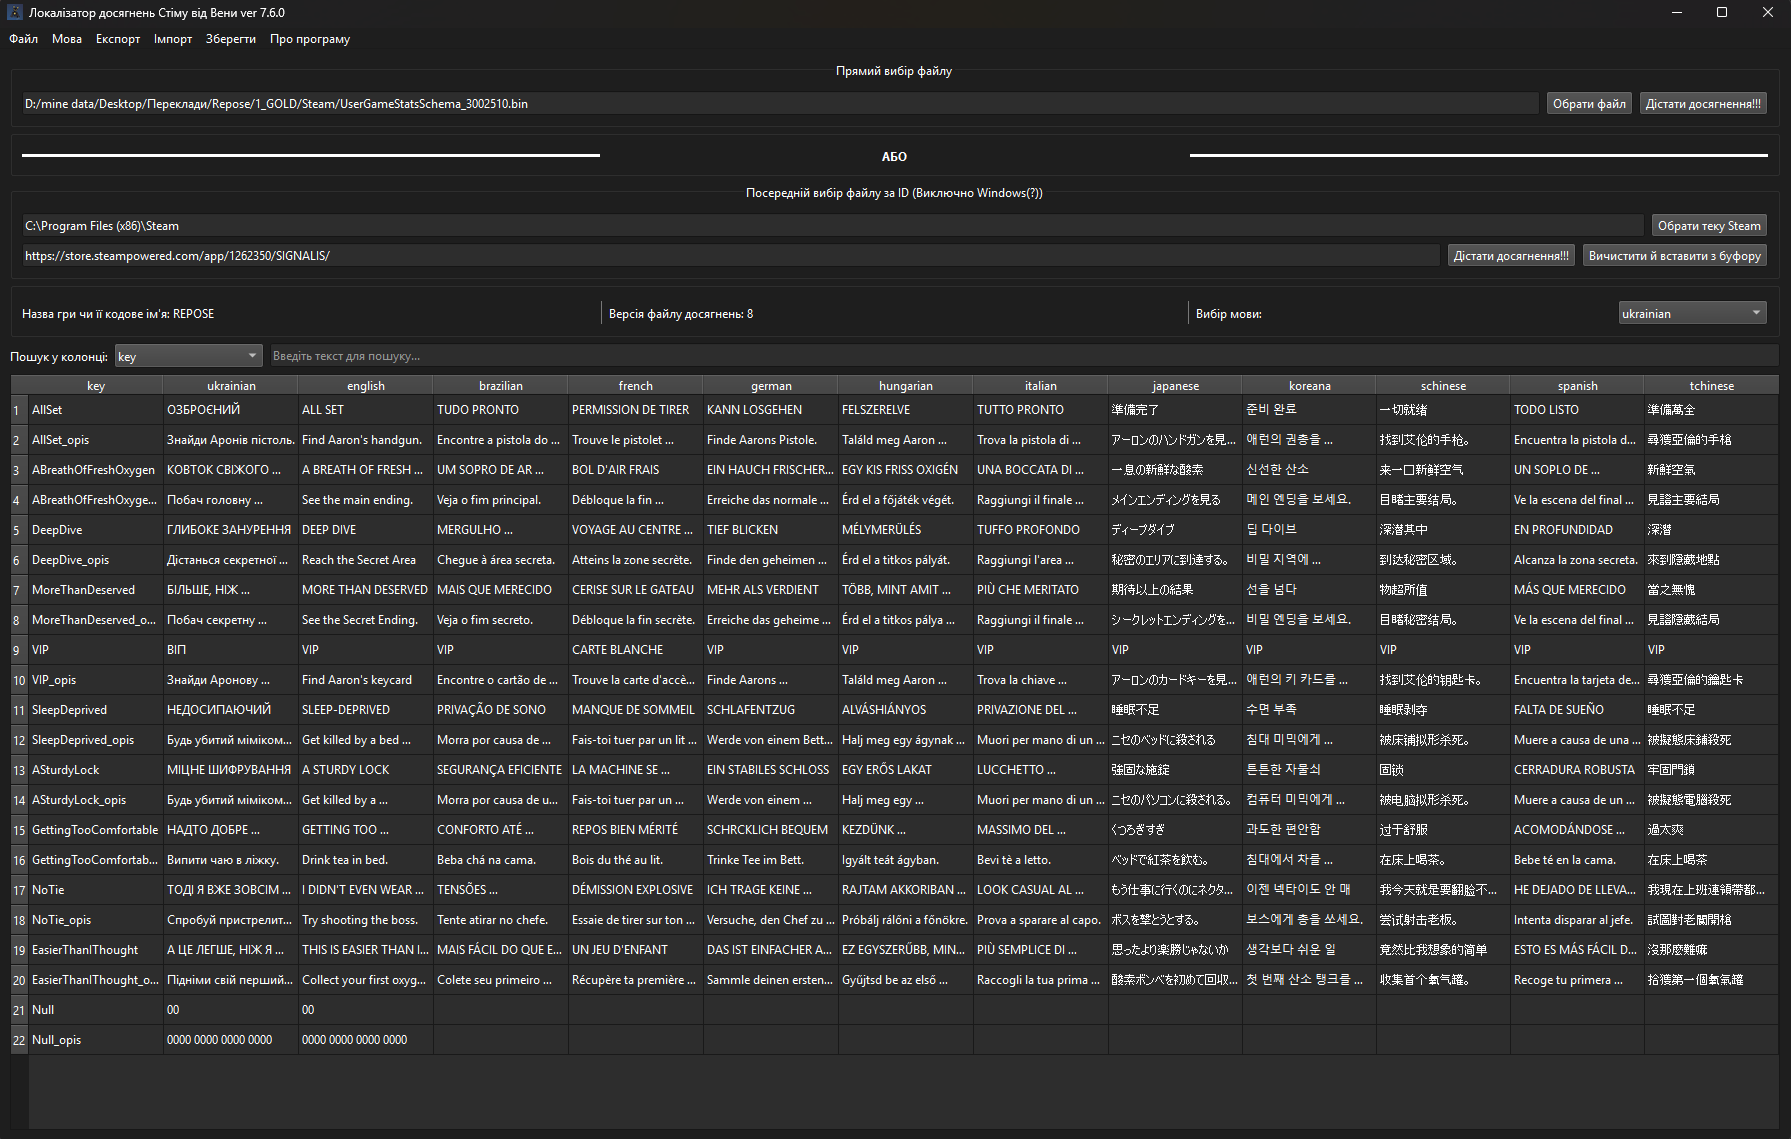 Локалізатор досягнень Стіму від Вени ver 7.6.0
Файл Мова Експорт Імпорт Зберегти Про програму
Прямий вибір файлу
D:/mine data/Desktop/Переклади/Repose/1_GOLD/Steam/UserGameStatsSchema_3002510.bin Обрати файл Дістати досягнення!!!
АБО
Посередній вибір файлу за ID (Виключно Windows(?))
C:\Program Files (x86)\Steam Обрати теку Steam
https://store.steampowered.com/app/1262350/SIGNALIS/ Дістати досягнення!!! Вичистити й вставити з буфору
Назва гри чи її кодове ім'я: REPOSE Версія файлу досягнень: 8 Вибір мови: ukrainian
Пошук у колонці: key Введіть текст для пошуку...
key ukrainian english brazilian french german hungarian italian japanese koreana schinese spanish tchinese
1 AllSet ОЗБРОЄНИЙ ALL SET TUDO PRONTO PERMISSION DE TIRER KANN LOSGEHEN FELSZERELVE TUTTO PRONTO 準備完了 준비 완료 一切就绪 TODO LISTO 準備萬全
2 AllSet_opis Знайди Аронів пістоль. Find Aaron's handgun. Encontre a pistola do ... Trouve le pistolet ... Finde Aarons Pistole. Találd meg Aaron ... Trova la pistola di ... アーロンのハンドガンを見... 애런의 권총을 ... 找到艾伦的手枪。 Encuentra la pistola d... 尋獲亞倫的手槍
3 ABreathOfFreshOxygen КОВТОК СВІЖОГО ... A BREATH OF FRESH ... UM SOPRO DE AR ... BOL D'AIR FRAIS EIN HAUCH FRISCHER... EGY KIS FRISS OXIGÉN UNA BOCCATA DI ... 一息の新鮮な酸素 신선한 산소 来一口新鲜空气 UN SOPLO DE ... 新鮮空氣
4 ABreathOfFreshOxyge... Побач головну ... See the main ending. Veja o fim principal. Débloque la fin ... Erreiche das normale ... Érd el a főjáték végét. Raggiungi il finale ... メインエンディングを見る 메인 엔딩을 보세요. 目睹主要结局。 Ve la escena del final ... 見證主要結局
5 DeepDive ГЛИБОКЕ ЗАНУРЕННЯ DEEP DIVE MERGULHO ... VOYAGE AU CENTRE ... TIEF BLICKEN MÉLYMERÜLÉS TUFFO PROFONDO ディープダイブ 딥 다이브 深潜其中 EN PROFUNDIDAD 深潛
6 DeepDive_opis Дістанься секретної ... Reach the Secret Area Chegue à área secreta. Atteins la zone secrète. Finde den geheimen ... Érd el a titkos pályát. Raggiungi l'area ... 秘密のエリアに到達する。 비밀 지역에 ... 到达秘密区域。 Alcanza la zona secreta. 來到隱藏地點
7 MoreThanDeserved БІЛЬШЕ, НІЖ ... MORE THAN DESERVED MAIS QUE MERECIDO CERISE SUR LE GATEAU MEHR ALS VERDIENT TÖBB, MINT AMIT ... PIÙ CHE MERITATO 期待以上の結果 선을 넘다 物超所值 MÁS QUE MERECIDO 當之無愧
8 MoreThanDeserved_o... Побач секретну ... See the Secret Ending. Veja o fim secreto. Débloque la fin secrète. Erreiche das geheime ... Érd el a titkos pálya ... Raggiungi il finale ... シークレットエンディングを... 비밀 엔딩을 보세요. 目睹秘密结局。 Ve la escena del final ... 見證隱藏結局
9 VIP ВІП VIP VIP CARTE BLANCHE VIP VIP VIP VIP VIP VIP VIP VIP
10 VIP_opis Знайди Аронову ... Find Aaron's keycard Encontre o cartão de ... Trouve la carte d'accè... Finde Aarons ... Találd meg Aaron ... Trova la chiave ... アーロンのカードキーを見... 애런의 키 카드를 ... 找到艾伦的钥匙卡。 Encuentra la tarjeta de... 尋獲亞倫的鑰匙卡
11 SleepDeprived НЕДОСИПАЮЧИЙ SLEEP-DEPRIVED PRIVAÇÃO DE SONO MANQUE DE SOMMEIL SCHLAFENTZUG ALVÁSHIÁNYOS PRIVAZIONE DEL ... 睡眠不足 수면 부족 睡眠剥夺 FALTA DE SUEÑO 睡眠不足
12 SleepDeprived_opis Будь убитий міміком... Get killed by a bed ... Morra por causa de ... Fais-toi tuer par un lit ... Werde von einem Bett... Halj meg egy ágynak ... Muori per mano di un ... ニセのベッドに殺される 침대 미믹에게 ... 被床铺拟形杀死。 Muere a causa de una ... 被擬態床鋪殺死
13 ASturdyLock МІЦНЕ ШИФРУВАННЯ A STURDY LOCK SEGURANÇA EFICIENTE LA MACHINE SE ... EIN STABILES SCHLOSS EGY ERŐS LAKAT LUCCHETTO ... 強固な施錠 튼튼한 자물쇠 固锁 CERRADURA ROBUSTA 牢固門鎖
14 ASturdyLock_opis Будь убитий міміком... Get killed by a ... Morra por causa de u... Fais-toi tuer par un ... Werde von einem ... Halj meg egy ... Muori per mano di un ... ニセのパソコンに殺される。 컴퓨터 미믹에게 ... 被电脑拟形杀死。 Muere a causa de un ... 被擬態電腦殺死
15 GettingTooComfortable НАДТО ДОБРЕ ... GETTING TOO ... CONFORTO ATÉ ... REPOS BIEN MÉRITÉ SCHRCKLICH BEQUEM KEZDÜNK ... MASSIMO DEL ... くつろぎすぎ 과도한 편안함 过于舒服 ACOMODÁNDOSE ... 過太爽
16 GettingTooComfortab... Випити чаю в ліжку. Drink tea in bed. Beba chá na cama. Bois du thé au lit. Trinke Tee im Bett. Igyált teát ágyban. Bevi tè a letto. ベッドで紅茶を飲む。 침대에서 차를 ... 在床上喝茶。 Bebe té en la cama. 在床上喝茶
17 NoTie ТОДІ Я ВЖЕ ЗОВСІМ ... I DIDN'T EVEN WEAR ... TENSÕES ... DÉMISSION EXPLOSIVE ICH TRAGE KEINE ... RAJTAM AKKORIBAN ... LOOK CASUAL AL ... もう仕事に行くのにネクタ... 이젠 넥타이도 안 매 我今天就是要翻脸不... HE DEJADO DE LLEVA... 我現在上班連領帶都...
18 NoTie_opis Спробуй пристрелит... Try shooting the boss. Tente atirar no chefe. Essaie de tirer sur ton ... Versuche, den Chef zu ... Próbálj rálőni a főnökre. Prova a sparare al capo. ボスを撃とうとする。 보스에게 총을 쏘세요. 尝试射击老板。 Intenta disparar al jefe. 試圖對老闆開槍
19 EasierThanIThought А ЦЕ ЛЕГШЕ, НІЖ Я ... THIS IS EASIER THAN I... MAIS FÁCIL DO QUE E... UN JEU D'ENFANT DAS IST EINFACHER A... EZ EGYSZERŰBB, MIN... PIÙ SEMPLICE DI ... 思ったより楽勝じゃないか 생각보다 쉬운 일 竟然比我想象的简单 ESTO ES MÁS FÁCIL D... 沒那麼難嘛
20 EasierThanIThought_o... Підніми свій перший... Collect your first oxyg... Colete seu primeiro ... Récupère ta première ... Sammle deinen ersten... Gyűjtsd be az első ... Raccogli la tua prima ... 酸素ボンベを初めて回収... 첫 번째 산소 탱크를 ... 收集首个氧气罐。 Recoge tu primera ... 拾獲第一個氧氣罐
21 Null 00 00
22 Null_opis 0000 0000 0000 0000 0000 0000 0000 0000